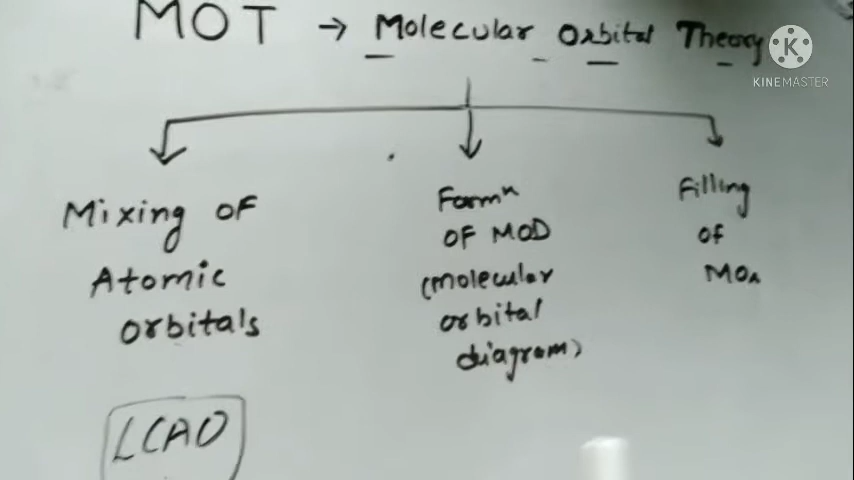 MOT → Molecular Orbital Theory
KINEMASTER
Mixing OF
Atomic
orbitals
LCAO
Formⁿ
OF MOD
(molecular
orbital
diagram)
Filling
of
MOs